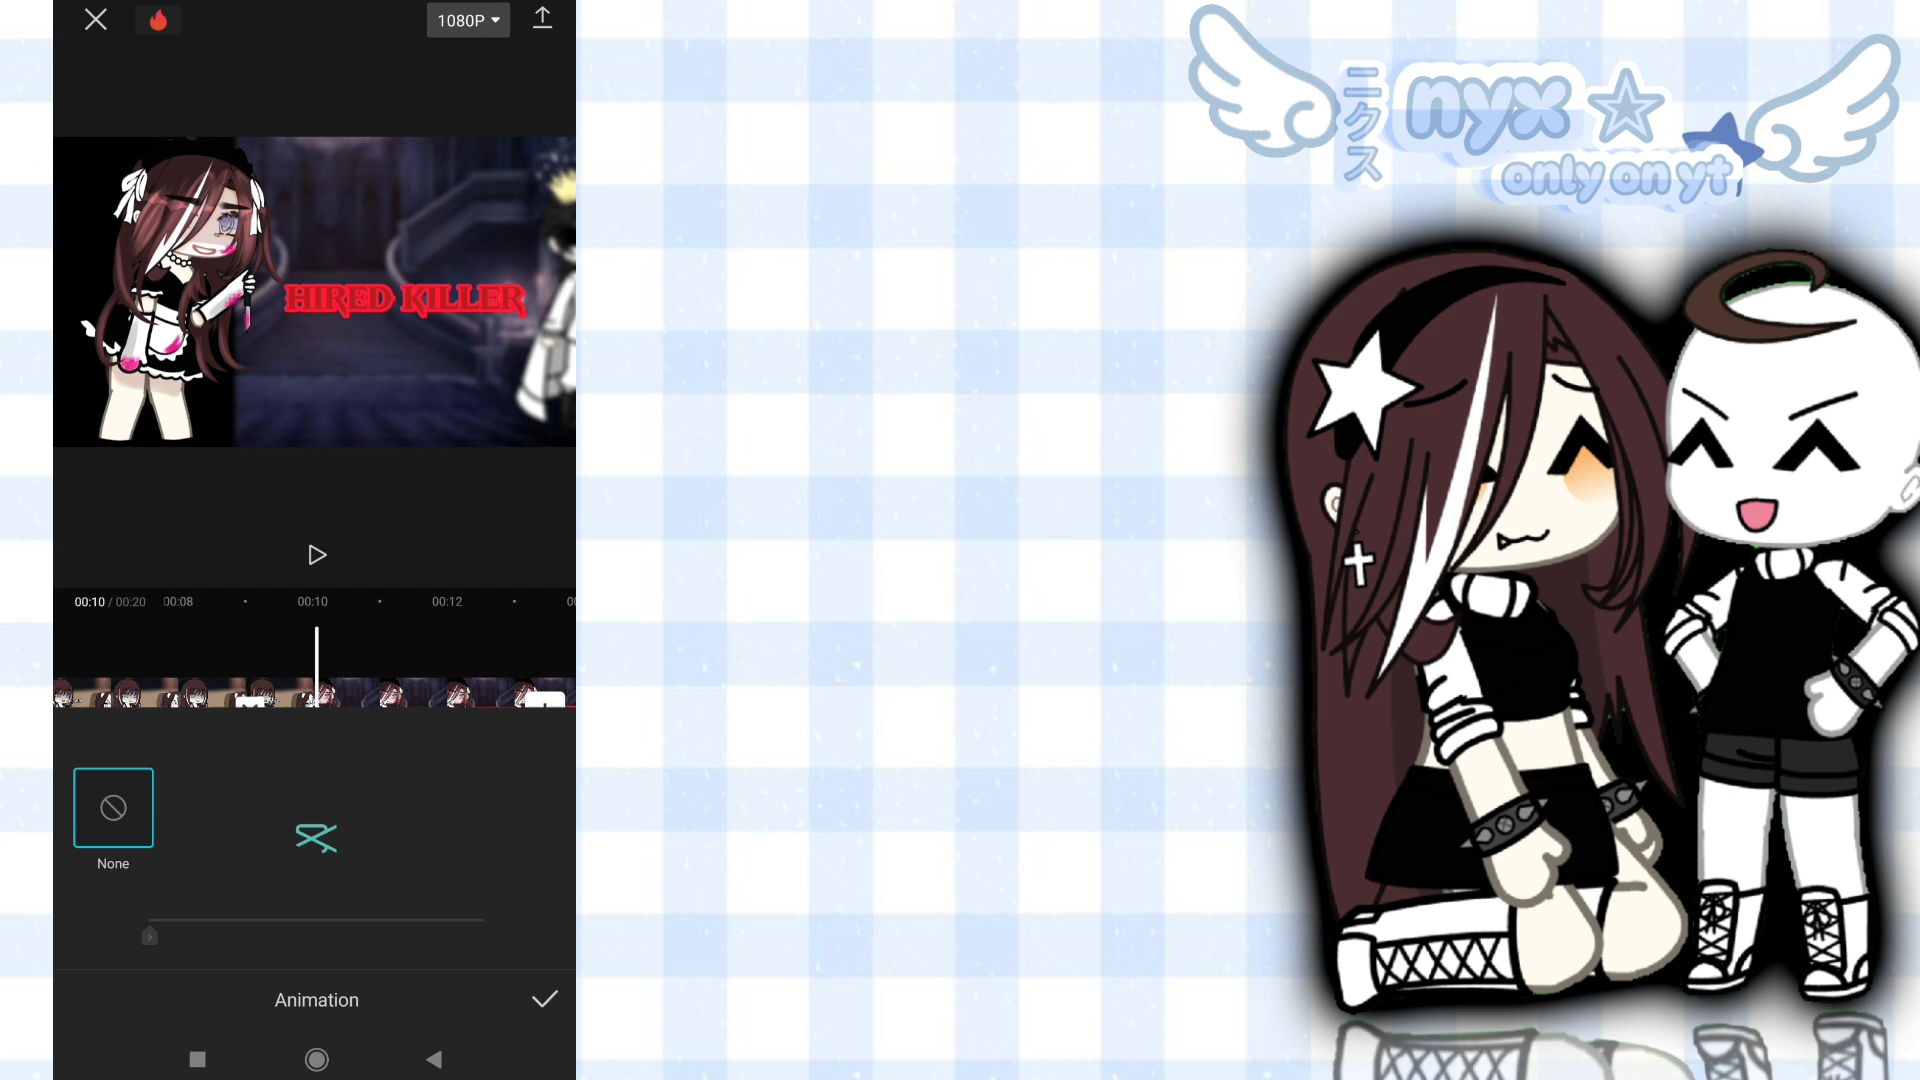 1080P
HIRED KILLER
00:10 / 00:20 00:08 00:10 00:12
None
Animation
ニクス
nyx
only on yt